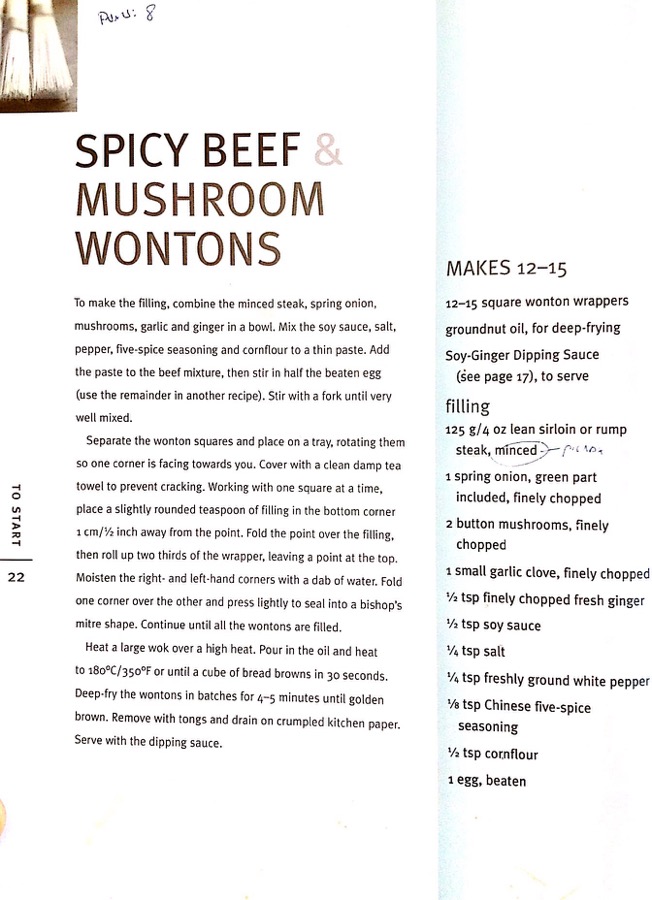 8
SPICY BEEF &
MUSHROOM
WONTONS
To make the filling, combine the minced steak, spring onion,
mushrooms, garlic and ginger in a bowl. Mix the soy sauce, salt,
pepper, five-spice seasoning and cornflour to a thin paste. Add
the paste to the beef mixture, then stir in half the beaten egg
(use the remainder in another recipe). Stir with a fork until very
well mixed.
Separate the wonton squares and place on a tray, rotating them
so one corner is facing towards you. Cover with a clean damp tea
towel to prevent cracking. Working with one square at a time,
place a slightly rounded teaspoon of filling in the bottom corner
1 cm/½ inch away from the point. Fold the point over the filling,
then roll up two thirds of the wrapper, leaving a point at the top.
Moisten the right- and left-hand corners with a dab of water. Fold
one corner over the other and press lightly to seal into a bishop's
mitre shape. Continue until all the wontons are filled.
Heat a large wok over a high heat. Pour in the oil and heat
to 180°C/350°F or until a cube of bread browns in 30 seconds.
Deep-fry the wontons in batches for 4–5 minutes until golden
brown. Remove with tongs and drain on crumpled kitchen paper.
Serve with the dipping sauce.
TO START
22
MAKES 12–15
12–15 square wonton wrappers
groundnut oil, for deep-frying
Soy-Ginger Dipping Sauce
(see page 17), to serve
filling
125 g/4 oz lean sirloin or rump
steak, minced
1 spring onion, green part
included, finely chopped
2 button mushrooms, finely
chopped
1 small garlic clove, finely chopped
½ tsp finely chopped fresh ginger
½ tsp soy sauce
¼ tsp salt
¼ tsp freshly ground white pepper
⅛ tsp Chinese five-spice
seasoning
½ tsp cornflour
1 egg, beaten